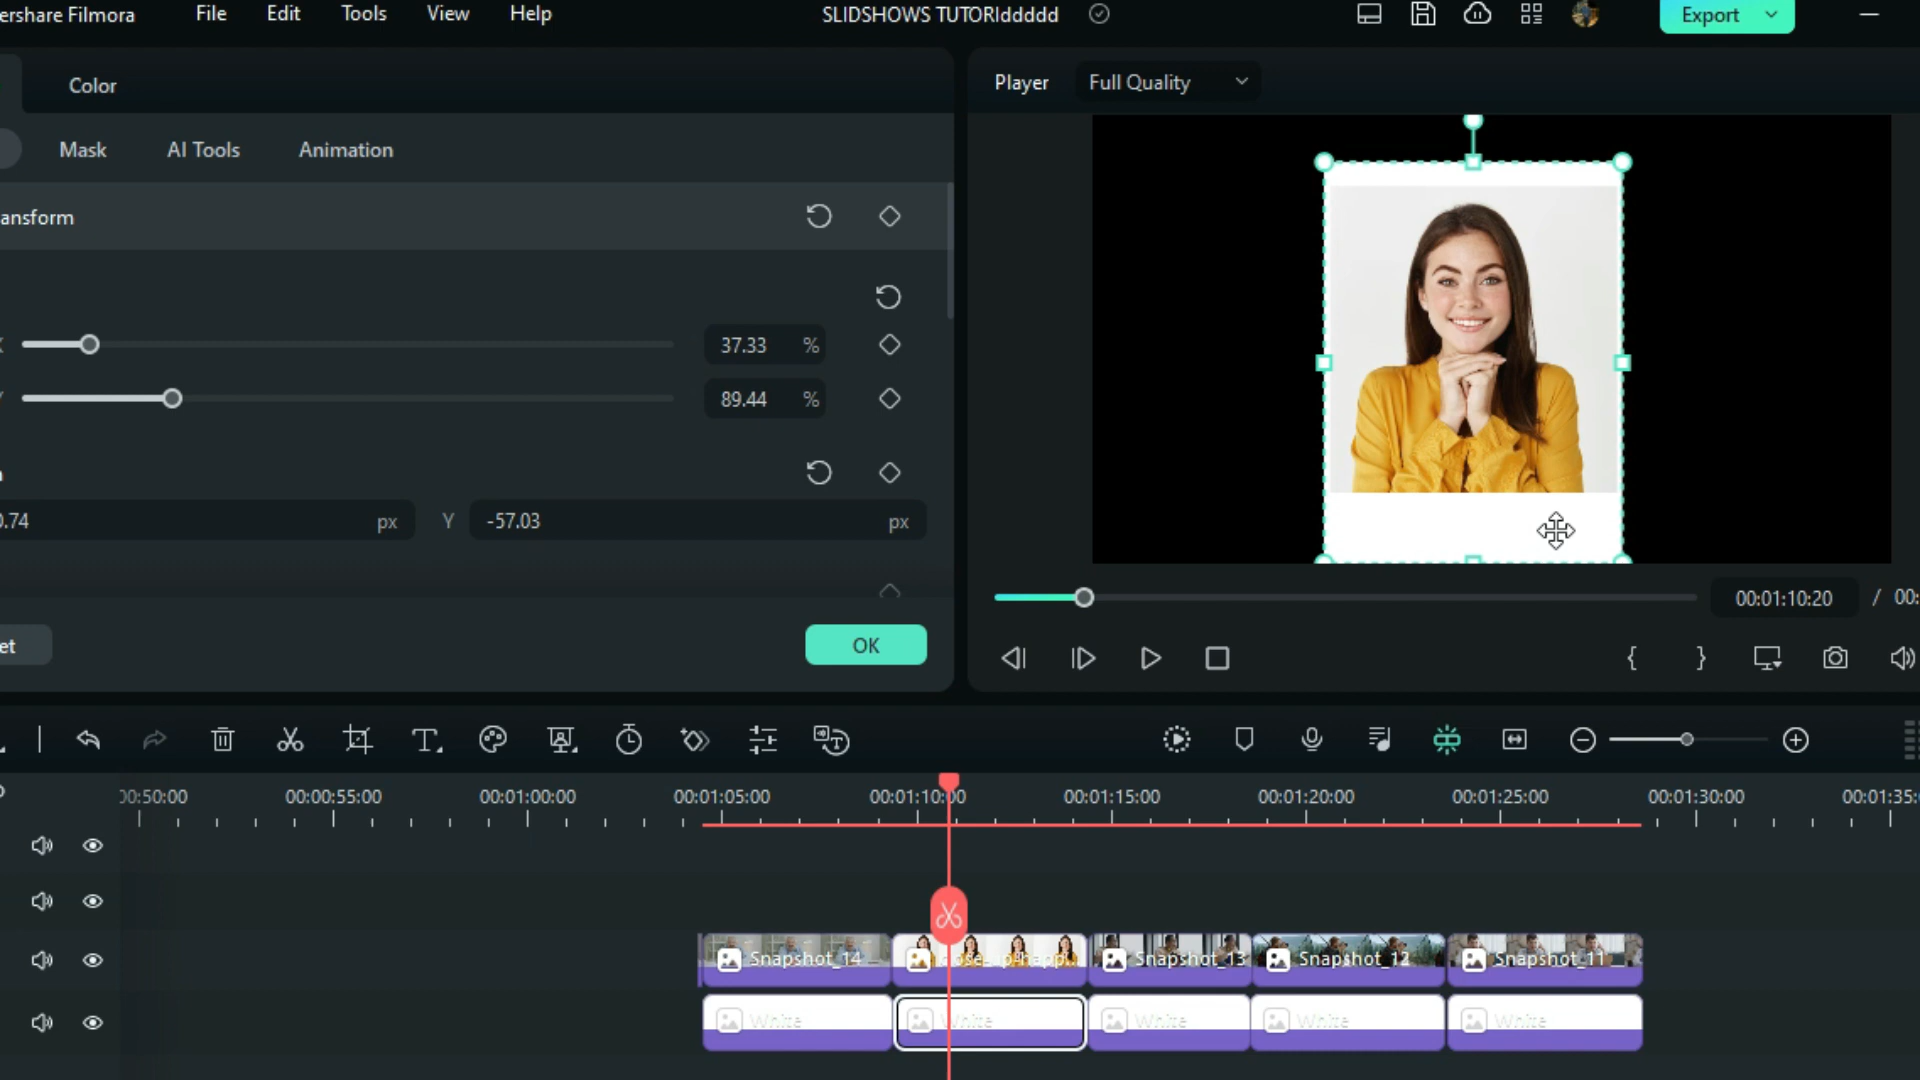 ershare Filmora File Edit Tools View Help SLIDSHOWS TUTORIddddd Export
Color
Player Full Quality
Mask AI Tools Animation
ansform
37.33 %
89.44 %
0.74 px Y -57.03 px
00:01:10:20 / 00:
et OK
00:50:00 00:00:55:00 00:01:00:00 00:01:05:00 00:01:10:00 00:01:15:00 00:01:20:00 00:01:25:00 00:01:30:00 00:01:35:
Snapshot_14 Snapshot_13 Snapshot_12 Snapshot_11
White White White White White